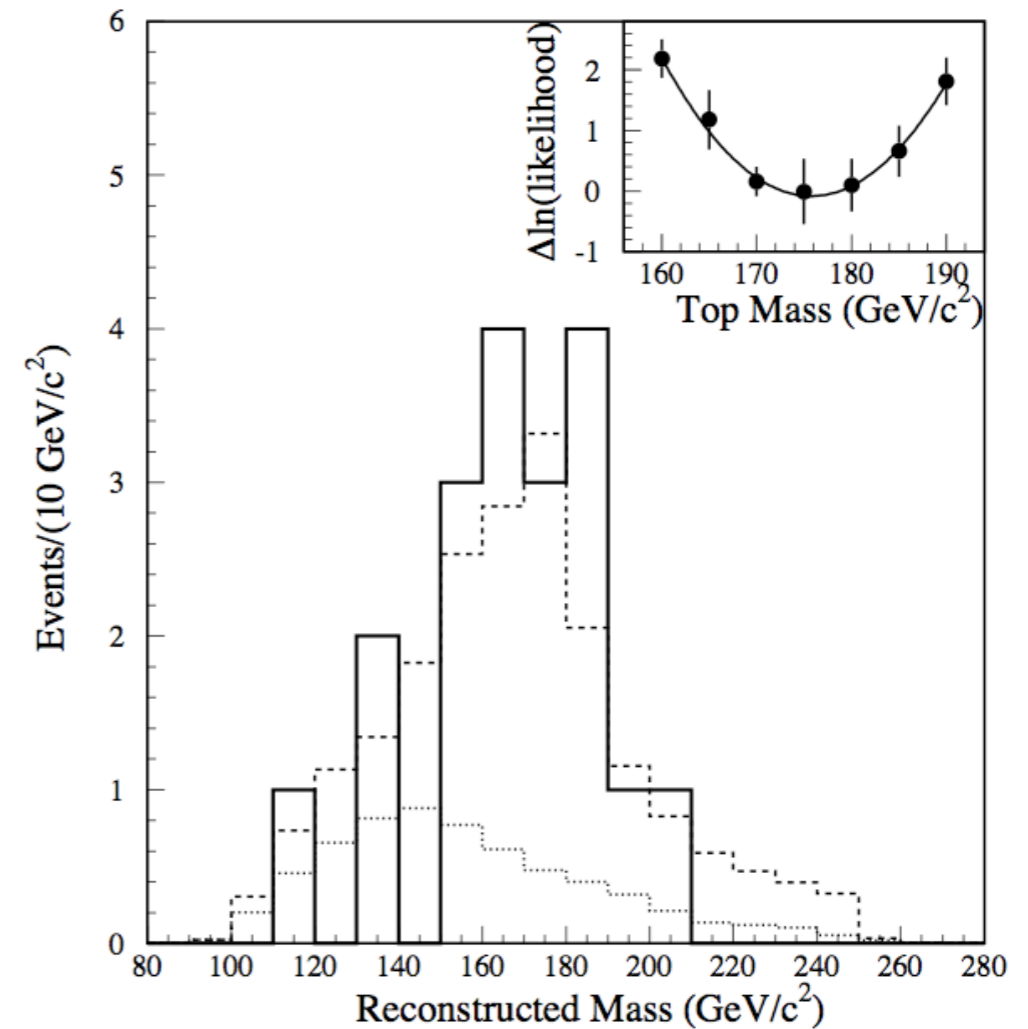 6
5
4
3
2
1
0
Events/(10 GeV/c²)
80 100 120 140 160 180 200 220 240 260 280
Reconstructed Mass (GeV/c²)
2
1
0
-1
Δln(likelihood)
160 170 180 190
Top Mass (GeV/c²)